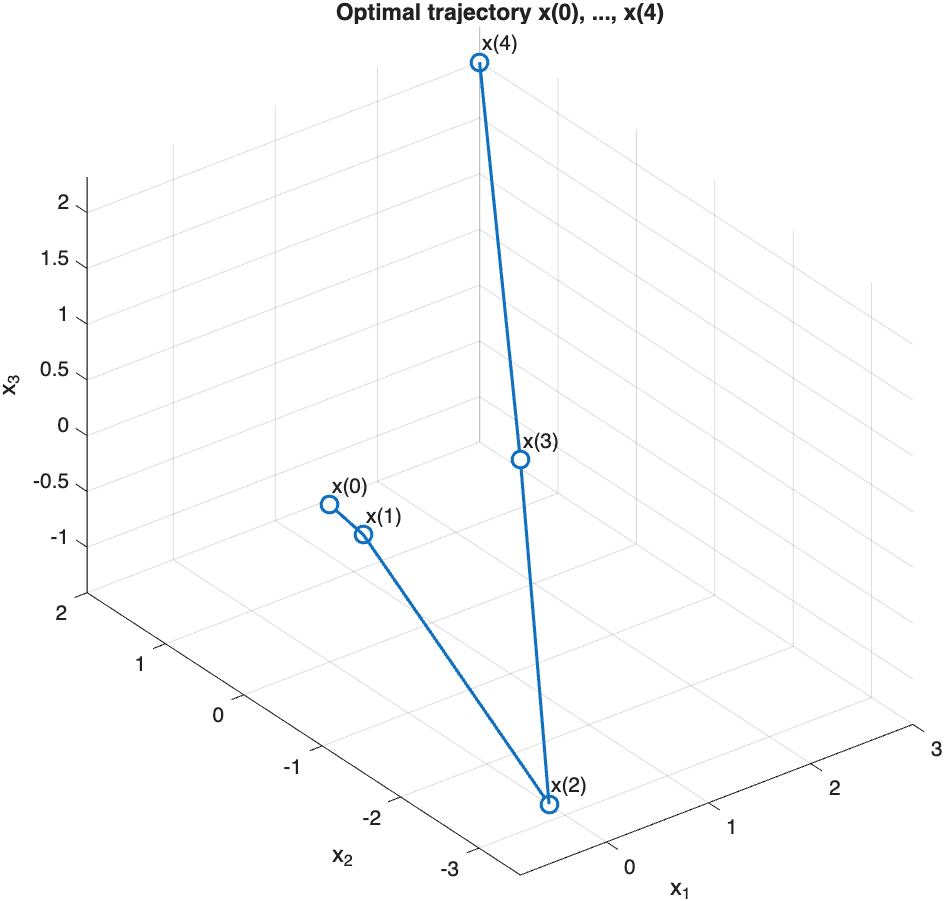 Optimal trajectory x(0), ..., x(4)
x(4)
2
1.5
1
0.5
0
-0.5
-1
x₃
x(3)
x(0)
x(1)
x(2)
2
1
0
-1
-2
-3
x₂
0
1
2
3
x₁